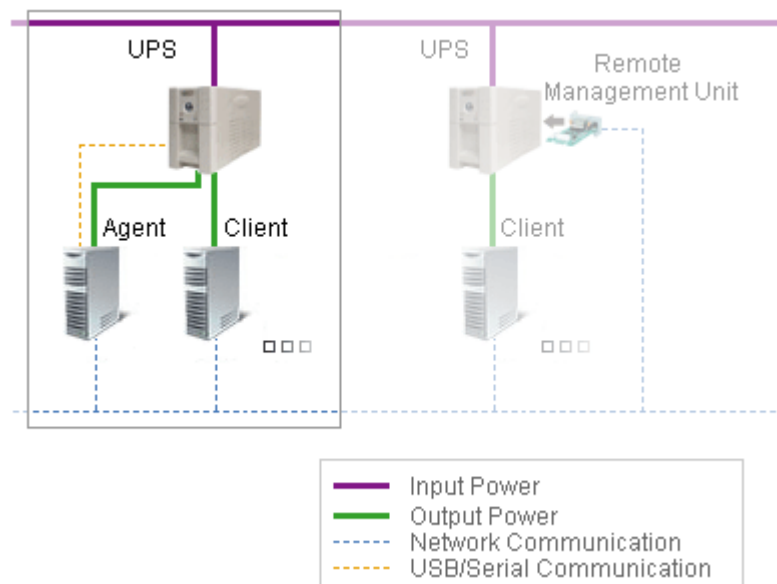 UPS
UPS
Remote
Management Unit
Agent
Client
Client
Input Power
Output Power
Network Communication
USB/Serial Communication